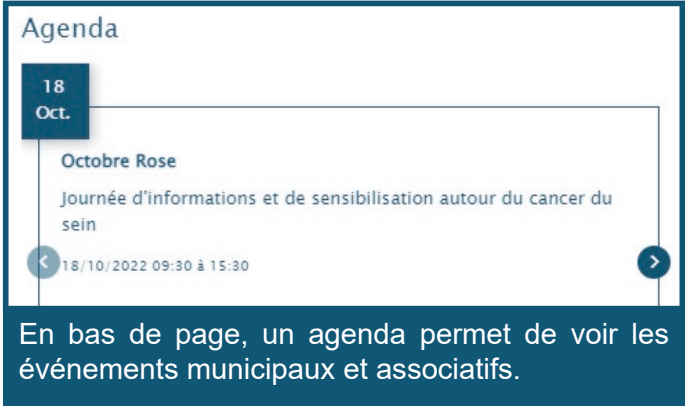 Agenda
18
Oct.
Octobre Rose
Journée d'informations et de sensibilisation autour du cancer du
sein
18/10/2022 09:30 à 15:30
En bas de page, un agenda permet de voir les
événements municipaux et associatifs.